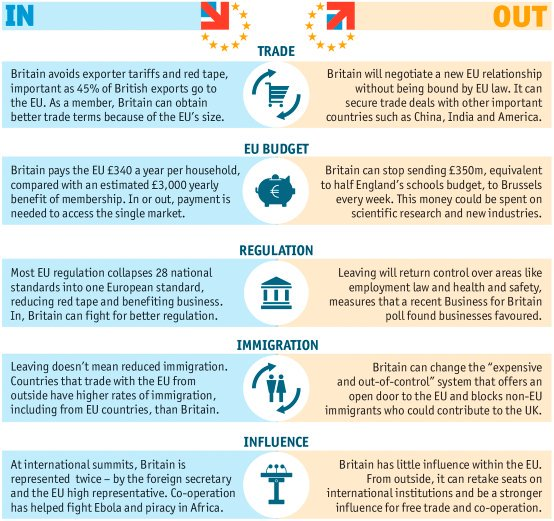 IN
OUT
TRADE
Britain avoids exporter tariffs and red tape,
important as 45% of British exports go to
the EU. As a member, Britain can obtain
better trade terms because of the EU’s size.
Britain will negotiate a new EU relationship
without being bound by EU law. It can
secure trade deals with other important
countries such as China, India and America.
EU BUDGET
Britain pays the EU £340 a year per household,
compared with an estimated £3,000 yearly
benefit of membership. In or out, payment is
needed to access the single market.
€
Britain can stop sending £350m, equivalent
to half England’s schools budget, to Brussels
every week. This money could be spent on
scientific research and new industries.
REGULATION
Most EU regulation collapses 28 national
standards into one European standard,
reducing red tape and benefiting business.
In, Britain can fight for better regulation.
Leaving will return control over areas like
employment law and health and safety,
measures that a recent Business for Britain
poll found businesses favoured.
IMMIGRATION
Leaving doesn’t mean reduced immigration.
Countries that trade with the EU from
outside have higher rates of immigration,
including from EU countries, than Britain.
Britain can change the “expensive
and out-of-control” system that offers an
open door to the EU and blocks non-EU
immigrants who could contribute to the UK.
INFLUENCE
At international summits, Britain is
represented twice – by the foreign secretary
and the EU high representative. Co-operation
has helped fight Ebola and piracy in Africa.
Britain has little influence within the EU.
From outside, it can retake seats on
international institutions and be a stronger
influence for free trade and co-operation.